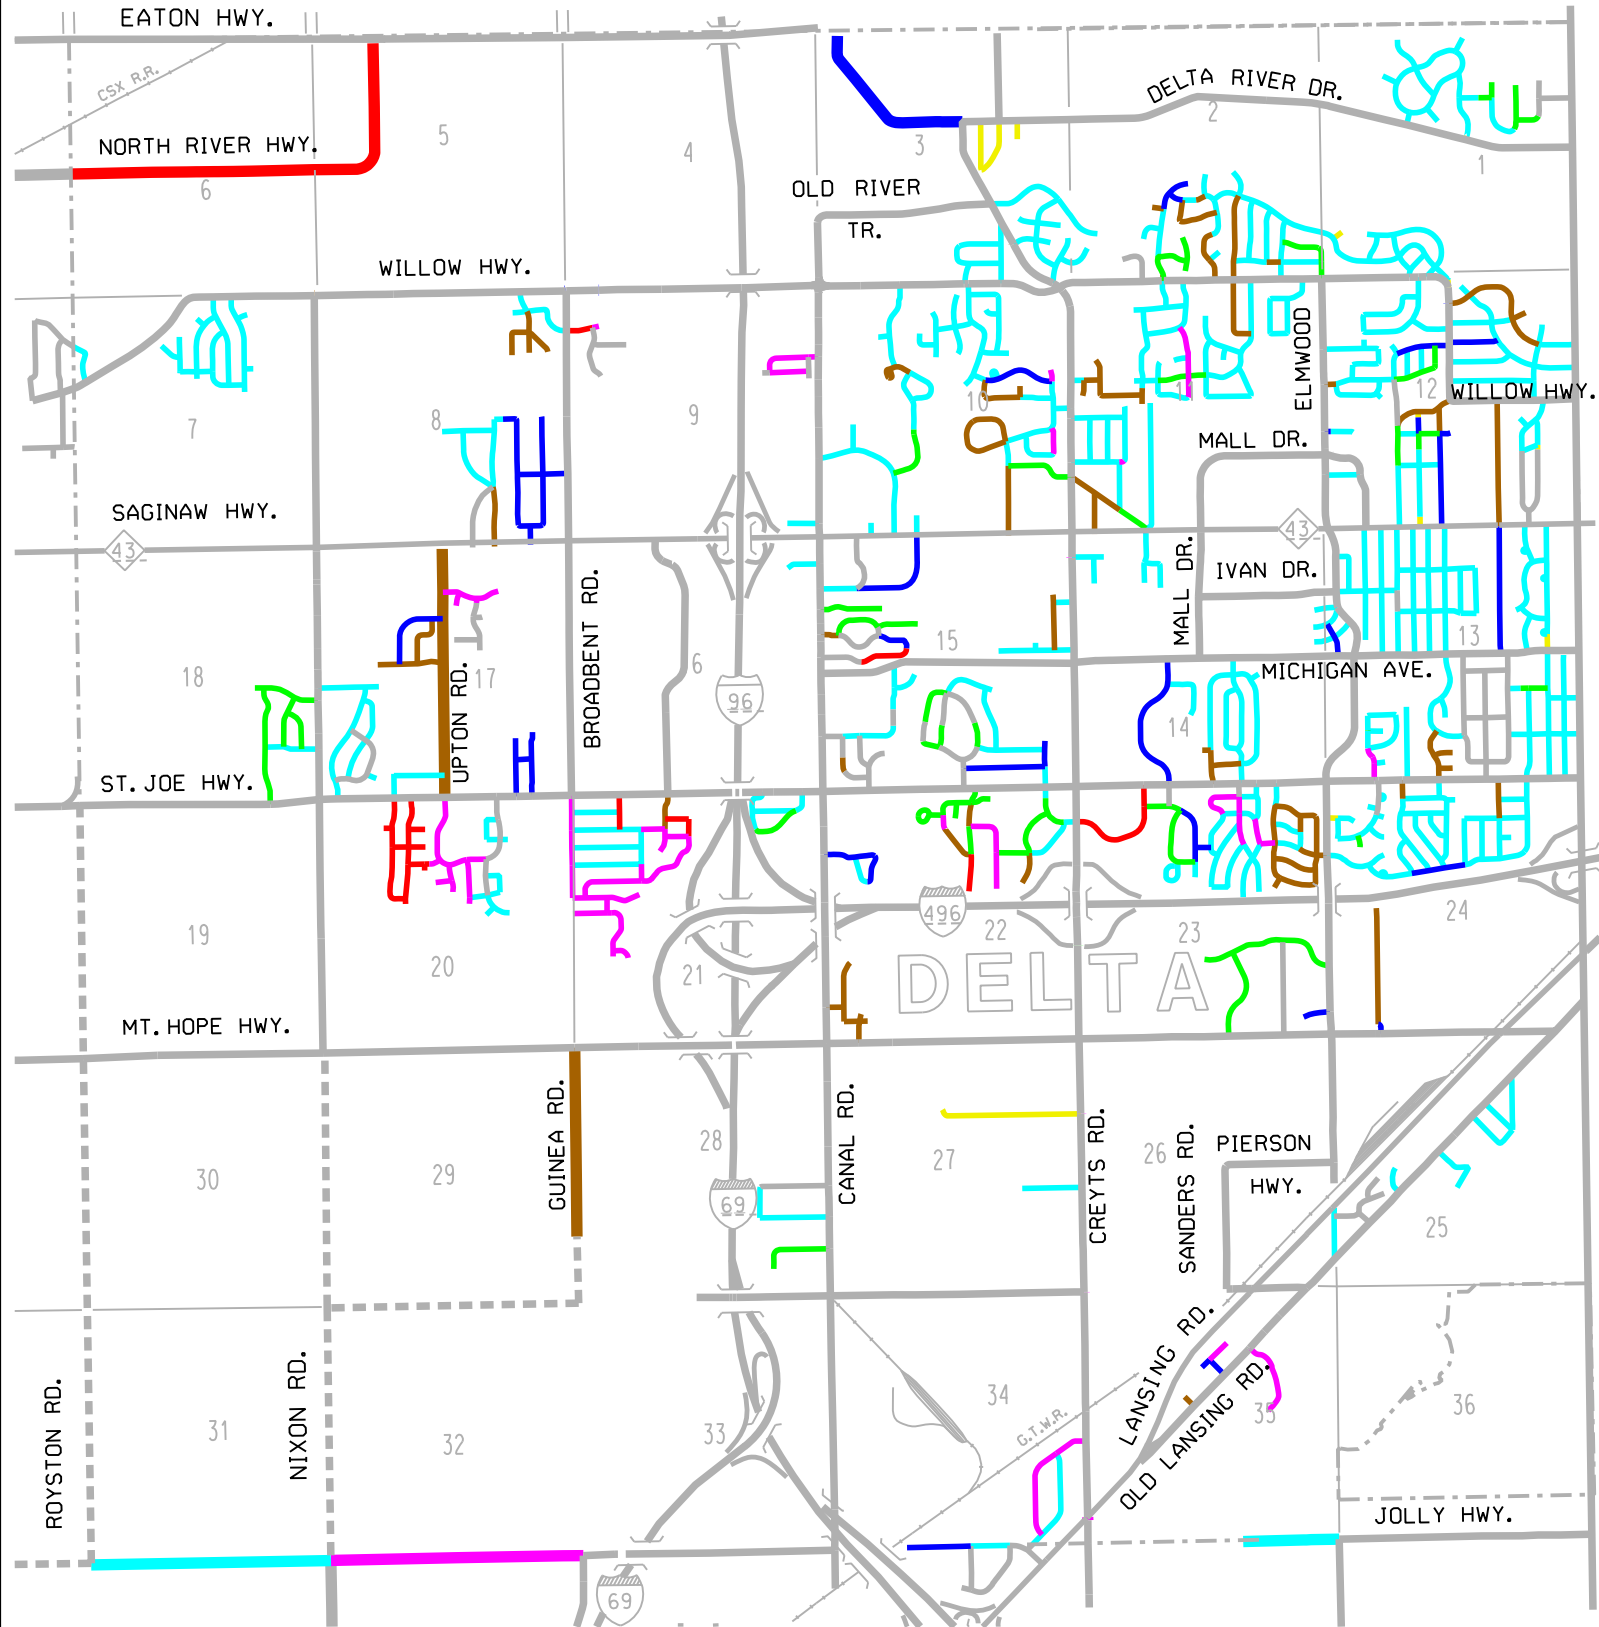 EATON HWY.
CSX R.R.
DELTA RIVER DR.
2
5
NORTH RIVER HWY.
3
4
1
6
OLD RIVER
TR.
WILLOW HWY.
ELMWOOD
12
WILLOW HWY.
10
11
9
8
7
MALL DR.
SAGINAW HWY.
43
43
MALL DR.
IVAN DR.
BROADBENT RD.
15
13
6
MICHIGAN AVE.
18
17
UPTON RD.
96
14
ST. JOE HWY.
496
22
23
24
19
20
21
DELTA
MT. HOPE HWY.
GUINEA RD.
CANAL RD.
CREYTS RD.
SANDERS RD.
28
27
26
PIERSON
HWY.
30
29
69
25
LANSING RD.
OLD LANSING RD.
34
35
36
31
32
33
G.T.W.R.
ROYSTON RD.
NIXON RD.
JOLLY HWY.
69